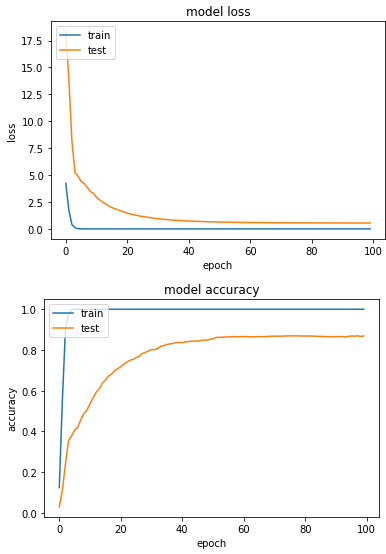 model loss
train
test
17.5
15.0
12.5
10.0
7.5
5.0
2.5
0.0
loss
0 20 40 60 80 100
epoch
model accuracy
train
test
1.0
0.8
0.6
0.4
0.2
0.0
accuracy
0 20 40 60 80 100
epoch